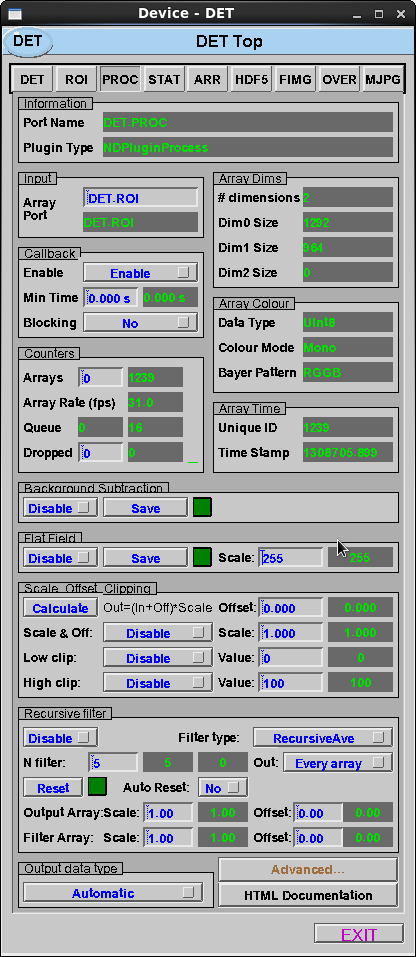 Device - DET
DET DET Top
DET ROI PROC STAT ARR HDF5 FIMG OVER MJPG
Information
Port Name DET.PROC
Plugin Type NDPluginProcess
Input
Array Port DET.ROI
DET.ROI
Callback
Enable Enable
Min Time 0.000 s 0.000 s
Blocking No
Counters
Arrays 0 1239
Array Rate (fps) 31.0
Queue 0 16
Dropped 0 0
Array Dims
# dimensions 2
Dim0 Size 1292
Dim1 Size 964
Dim2 Size 0
Array Colour
Data Type UInt8
Colour Mode Mono
Bayer Pattern RGGB
Array Time
Unique ID 1239
Time Stamp 1308705.899
Background Subtraction
Disable Save
Flat Field
Disable Save Scale: 255 255
Scale, Offset, Clipping
Calculate Out=(In+Off)*Scale Offset: 0.000 0.000
Scale & Off: Disable Scale: 1.000 1.000
Low clip: Disable Value: 0 0
High clip: Disable Value: 100 100
Recursive filter
Disable Filter type: RecursiveAve
N filter: 5 5 0 Out: Every array
Reset Auto Reset: No
Output Array:Scale: 1.00 1.00 Offset: 0.00 0.00
Filter Array: Scale: 1.00 1.00 Offset: 0.00 0.00
Output data type
Automatic
Advanced...
HTML Documentation
EXIT